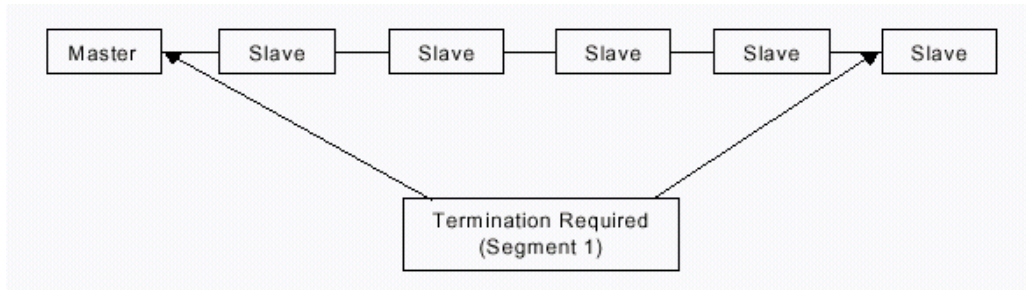 Master Slave Slave Slave Slave Slave
Termination Required
(Segment 1)